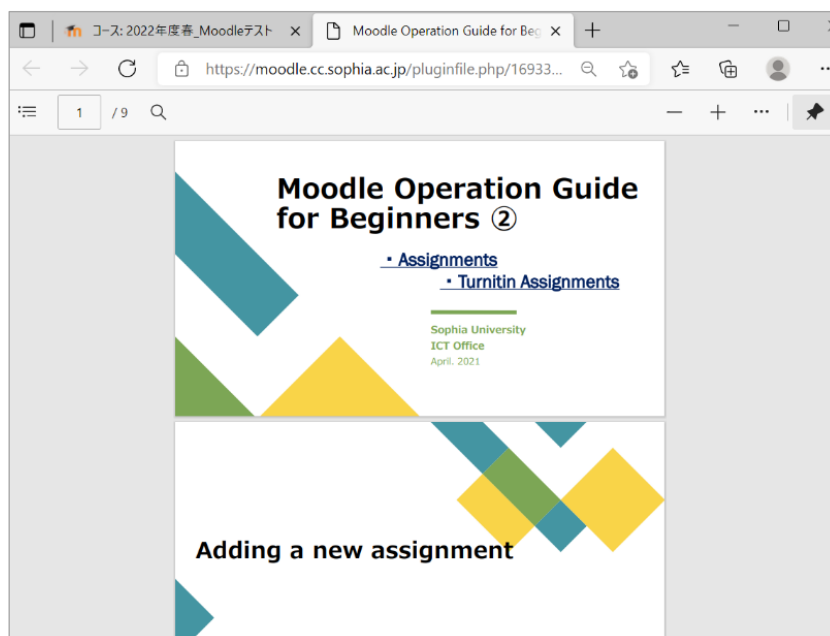 コース: 2022年度春_Moodleテスト
Moodle Operation Guide for Beg
https://moodle.cc.sophia.ac.jp/pluginfile.php/16933...
1 / 9
Moodle Operation Guide
for Beginners ②
・Assignments
・Turnitin Assignments
Sophia University
ICT Office
April. 2021
Adding a new assignment